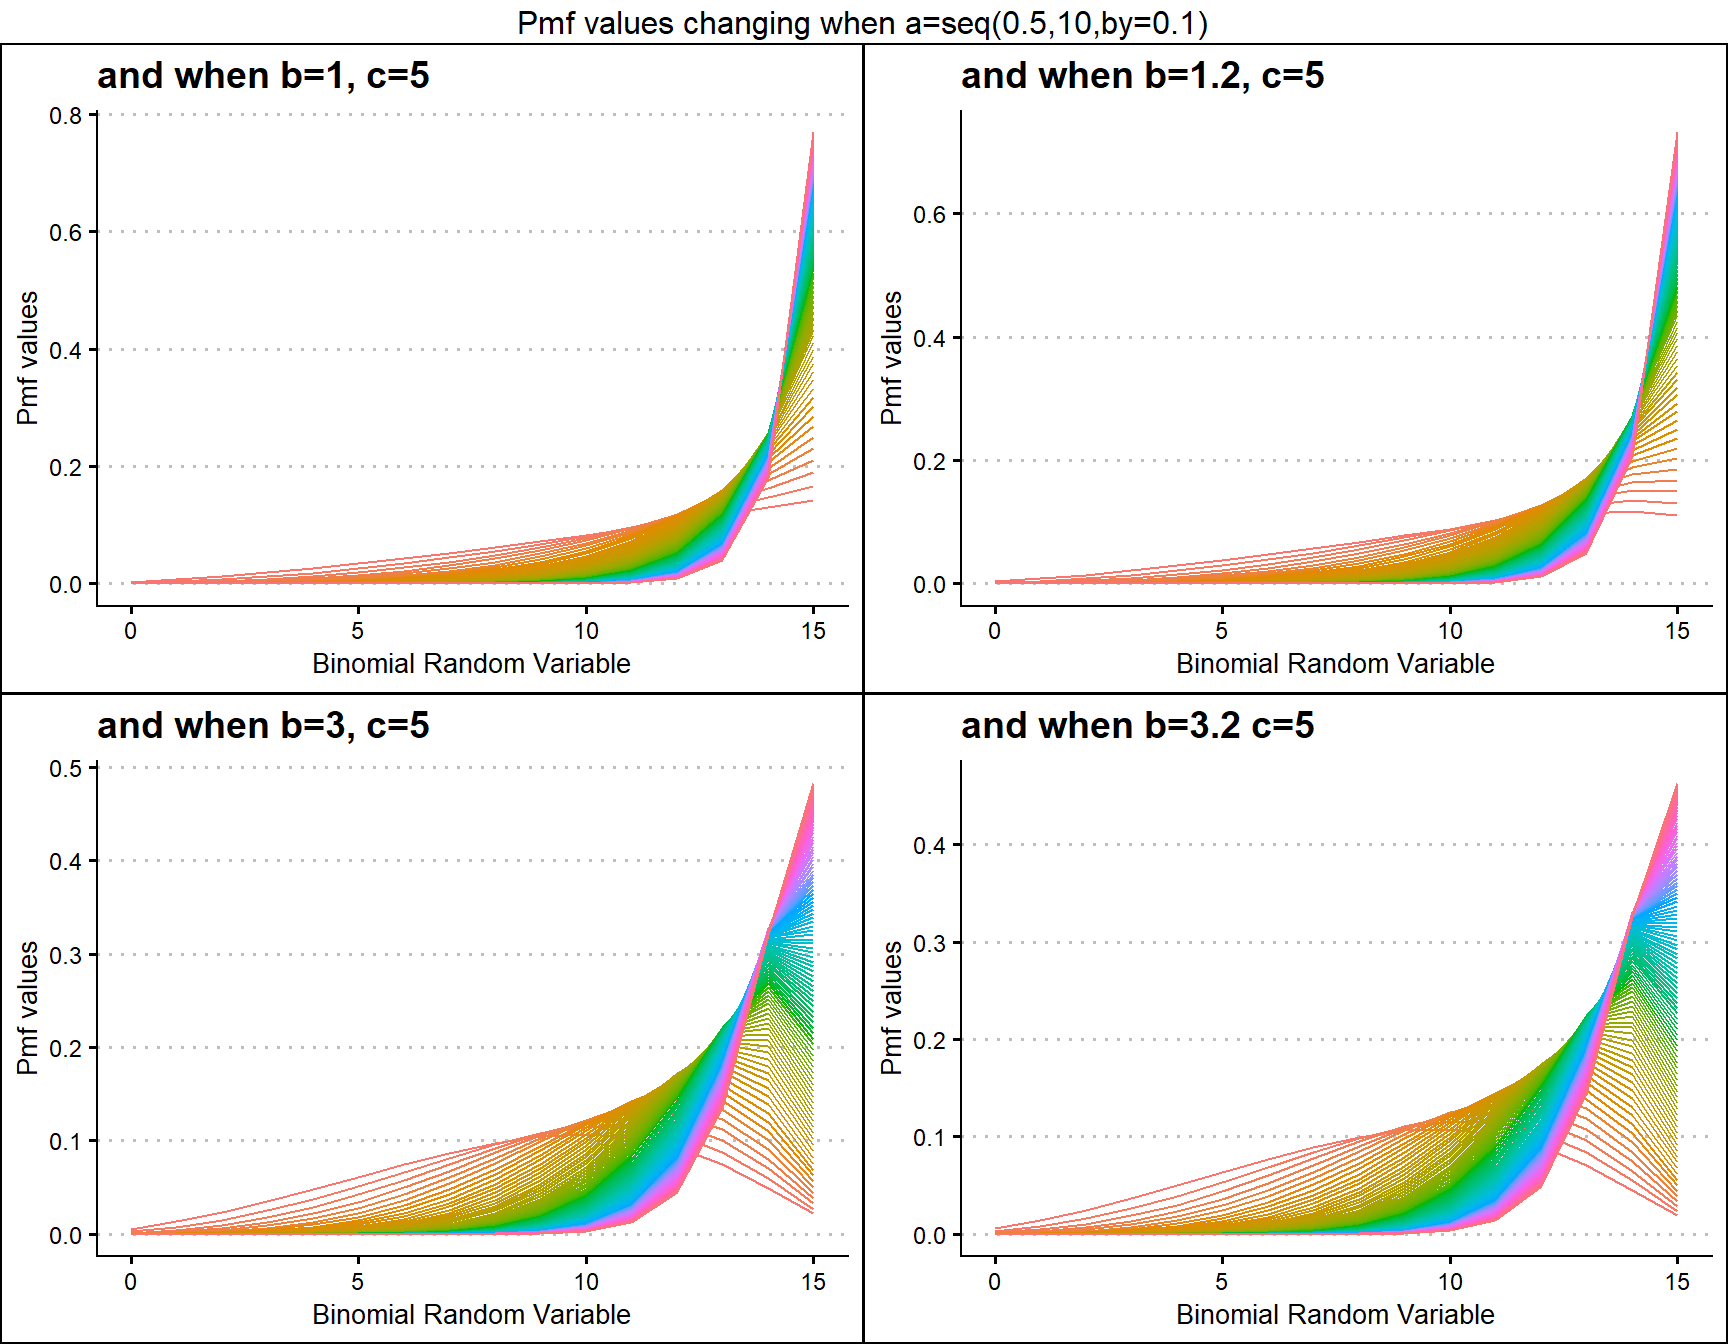 Pmf values changing when a=seq(0.5,10,by=0.1)
and when b=1, c=5
0.8
0.6
0.4
0.2
0.0
Pmf values
0 5 10 15
Binomial Random Variable
and when b=1.2, c=5
0.6
0.4
0.2
0.0
Pmf values
0 5 10 15
Binomial Random Variable
and when b=3, c=5
0.5
0.4
0.3
0.2
0.1
0.0
Pmf values
0 5 10 15
Binomial Random Variable
and when b=3.2 c=5
0.4
0.3
0.2
0.1
0.0
Pmf values
0 5 10 15
Binomial Random Variable